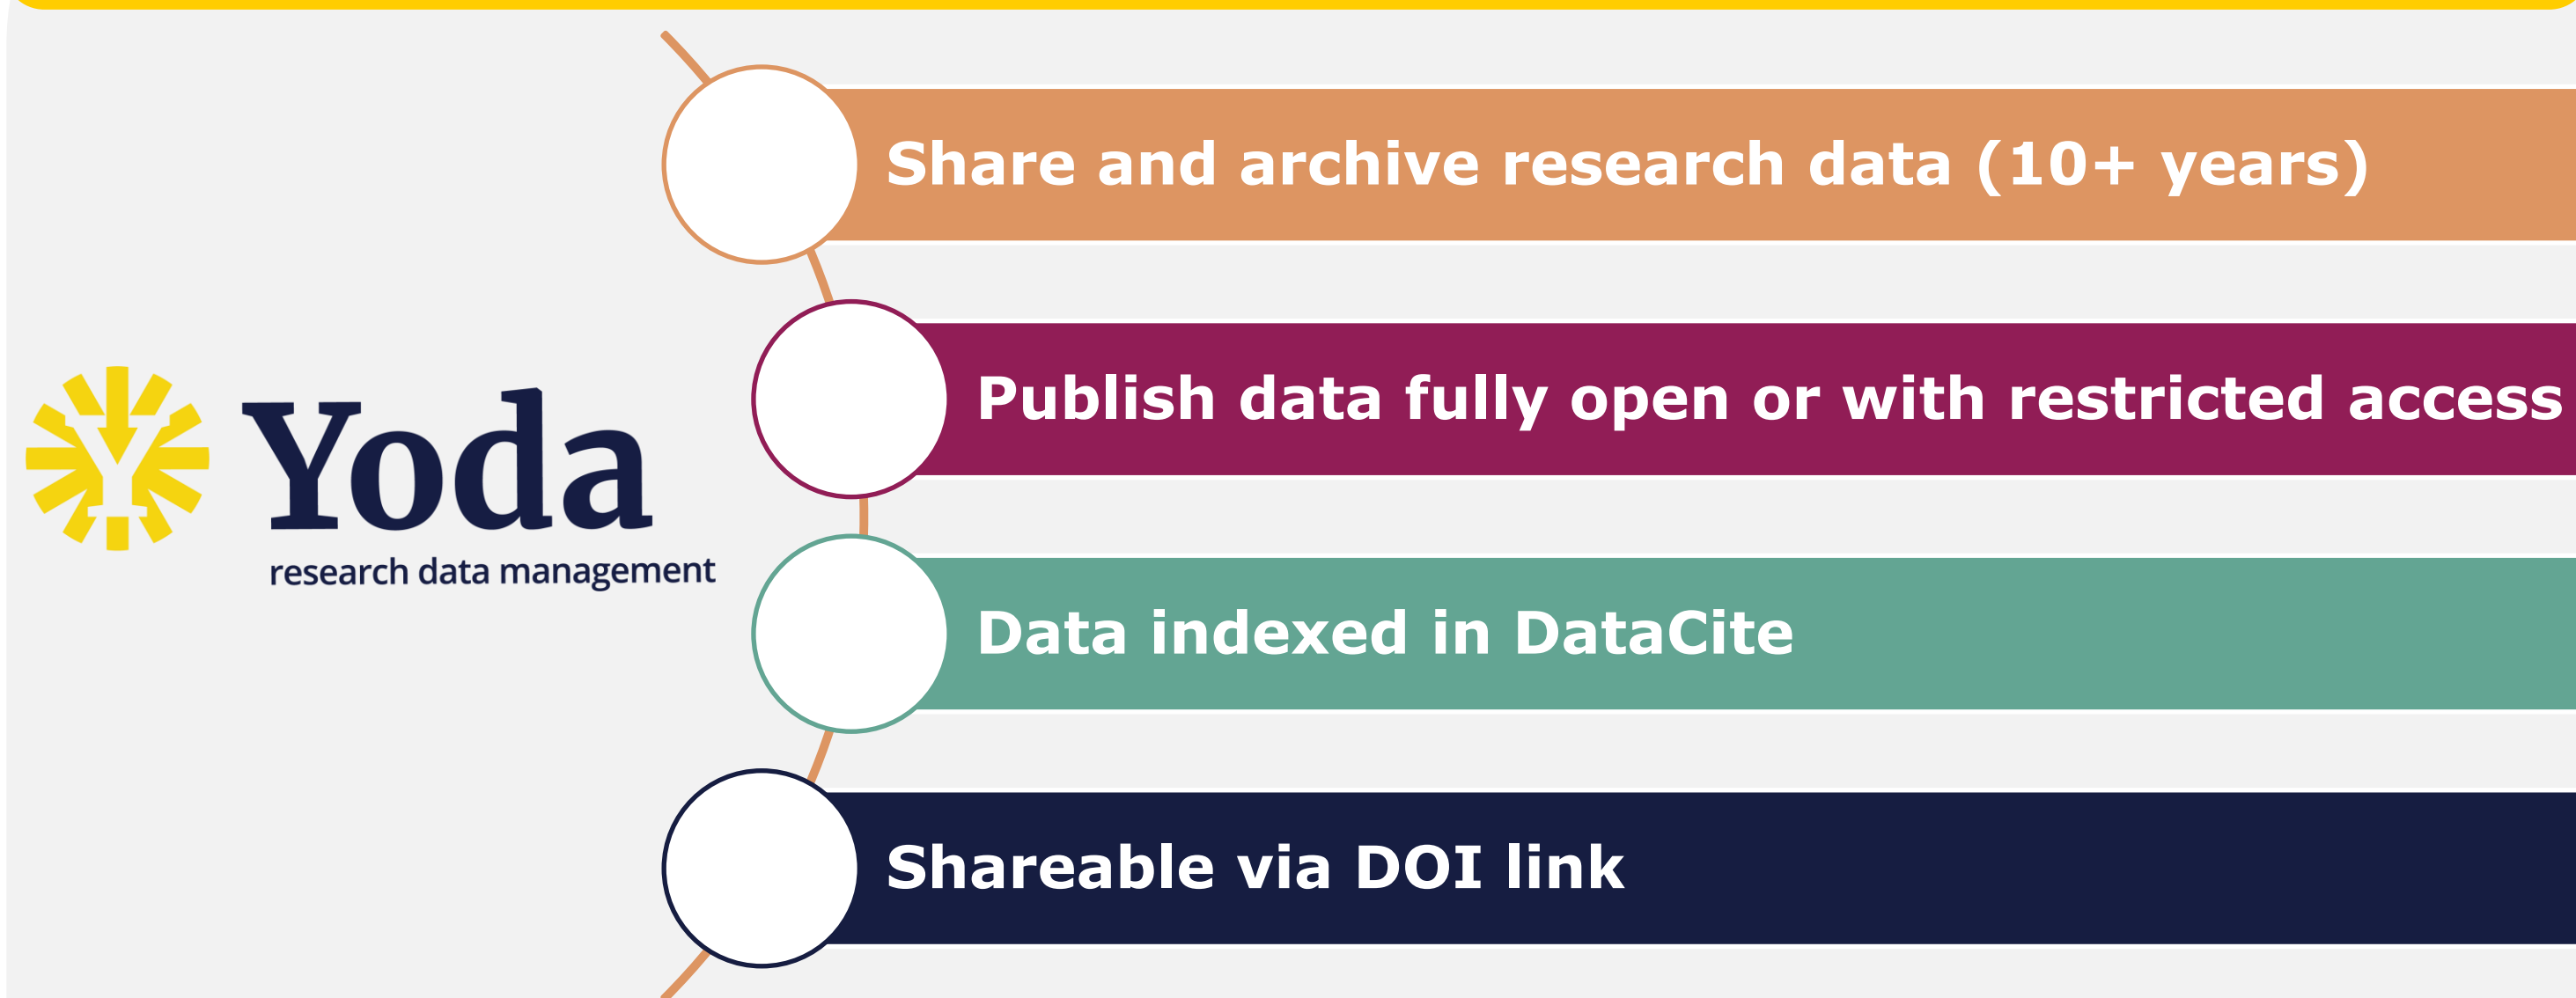 Share and archive research data (10+ years)
Publish data fully open or with restricted access
Yoda
research data management
Data indexed in DataCite
Shareable via DOI link